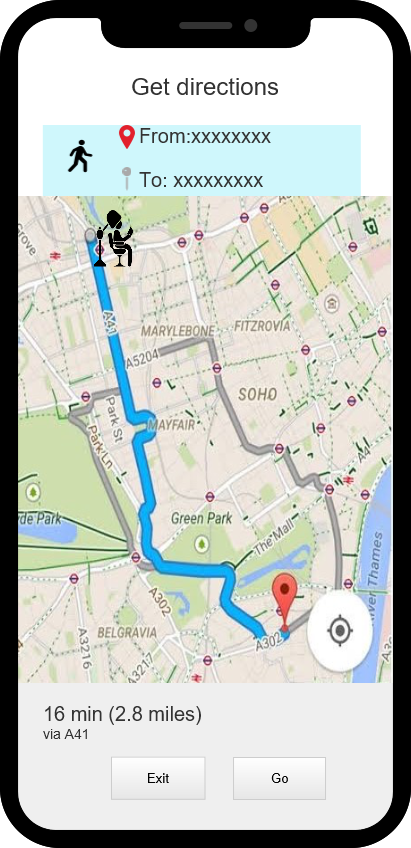 Get directions
From:xxxxxxxx
To: xxxxxxxxx
Grove
A41
MARYLEBONE
FITZROVIA
A5204
SOHO
Park St
MAYFAIR
Park Ln
A4
yde Park
Green Park
The Mall
River Thames
A302
A302
BELGRAVIA
A3216
A3217
A3
16 min (2.8 miles)
via A41
Exit
Go